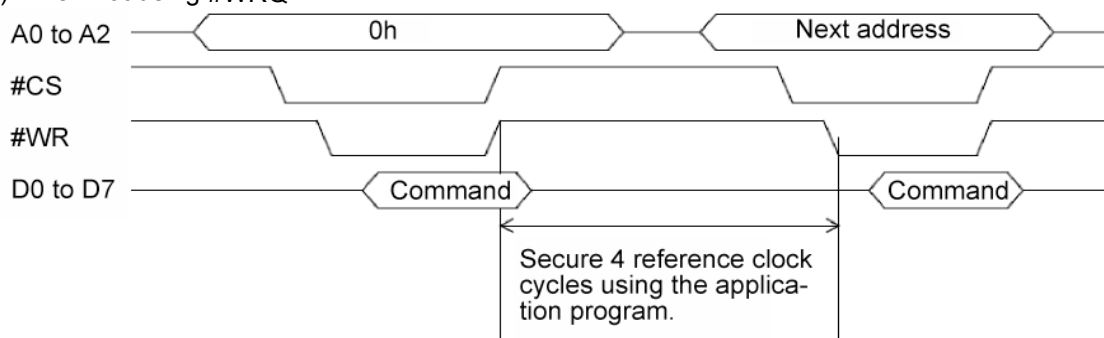 A0 to A2 0h Next address
#CS
#WR
D0 to D7 Command Command
Secure 4 reference clock
cycles using the applica-
tion program.